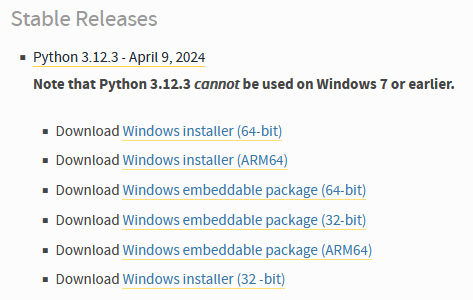 Stable Releases
Python 3.12.3 - April 9, 2024
Note that Python 3.12.3 cannot be used on Windows 7 or earlier.
Download Windows installer (64-bit)
Download Windows installer (ARM64)
Download Windows embeddable package (64-bit)
Download Windows embeddable package (32-bit)
Download Windows embeddable package (ARM64)
Download Windows installer (32 -bit)